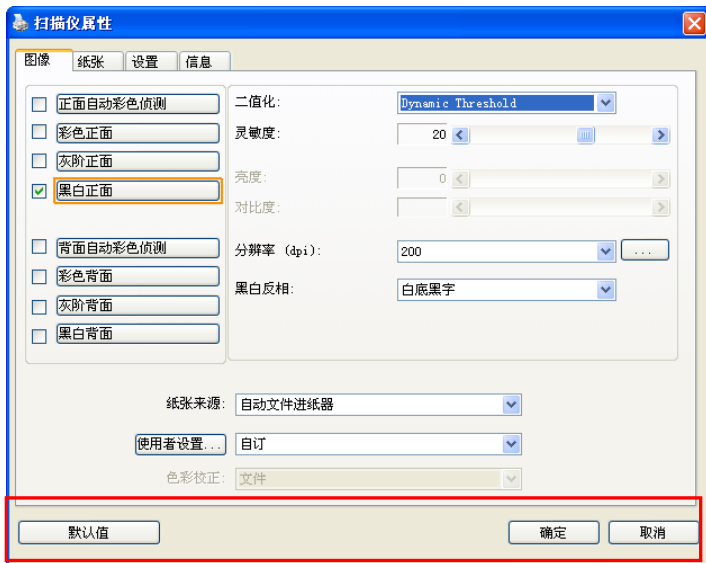 扫描仪属性
图像 纸张 设置 信息
正面自动彩色侦测
彩色正面
灰阶正面
黑白正面
背面自动彩色侦测
彩色背面
灰阶背面
黑白背面
二值化: Dynamic Threshold
灵敏度: 20
亮度: 0
对比度:
分辨率 (dpi): 200 ...
黑白反相: 白底黑字
纸张来源: 自动文件进纸器
使用者设置... 自订
色彩校正: 文件
默认值 确定 取消